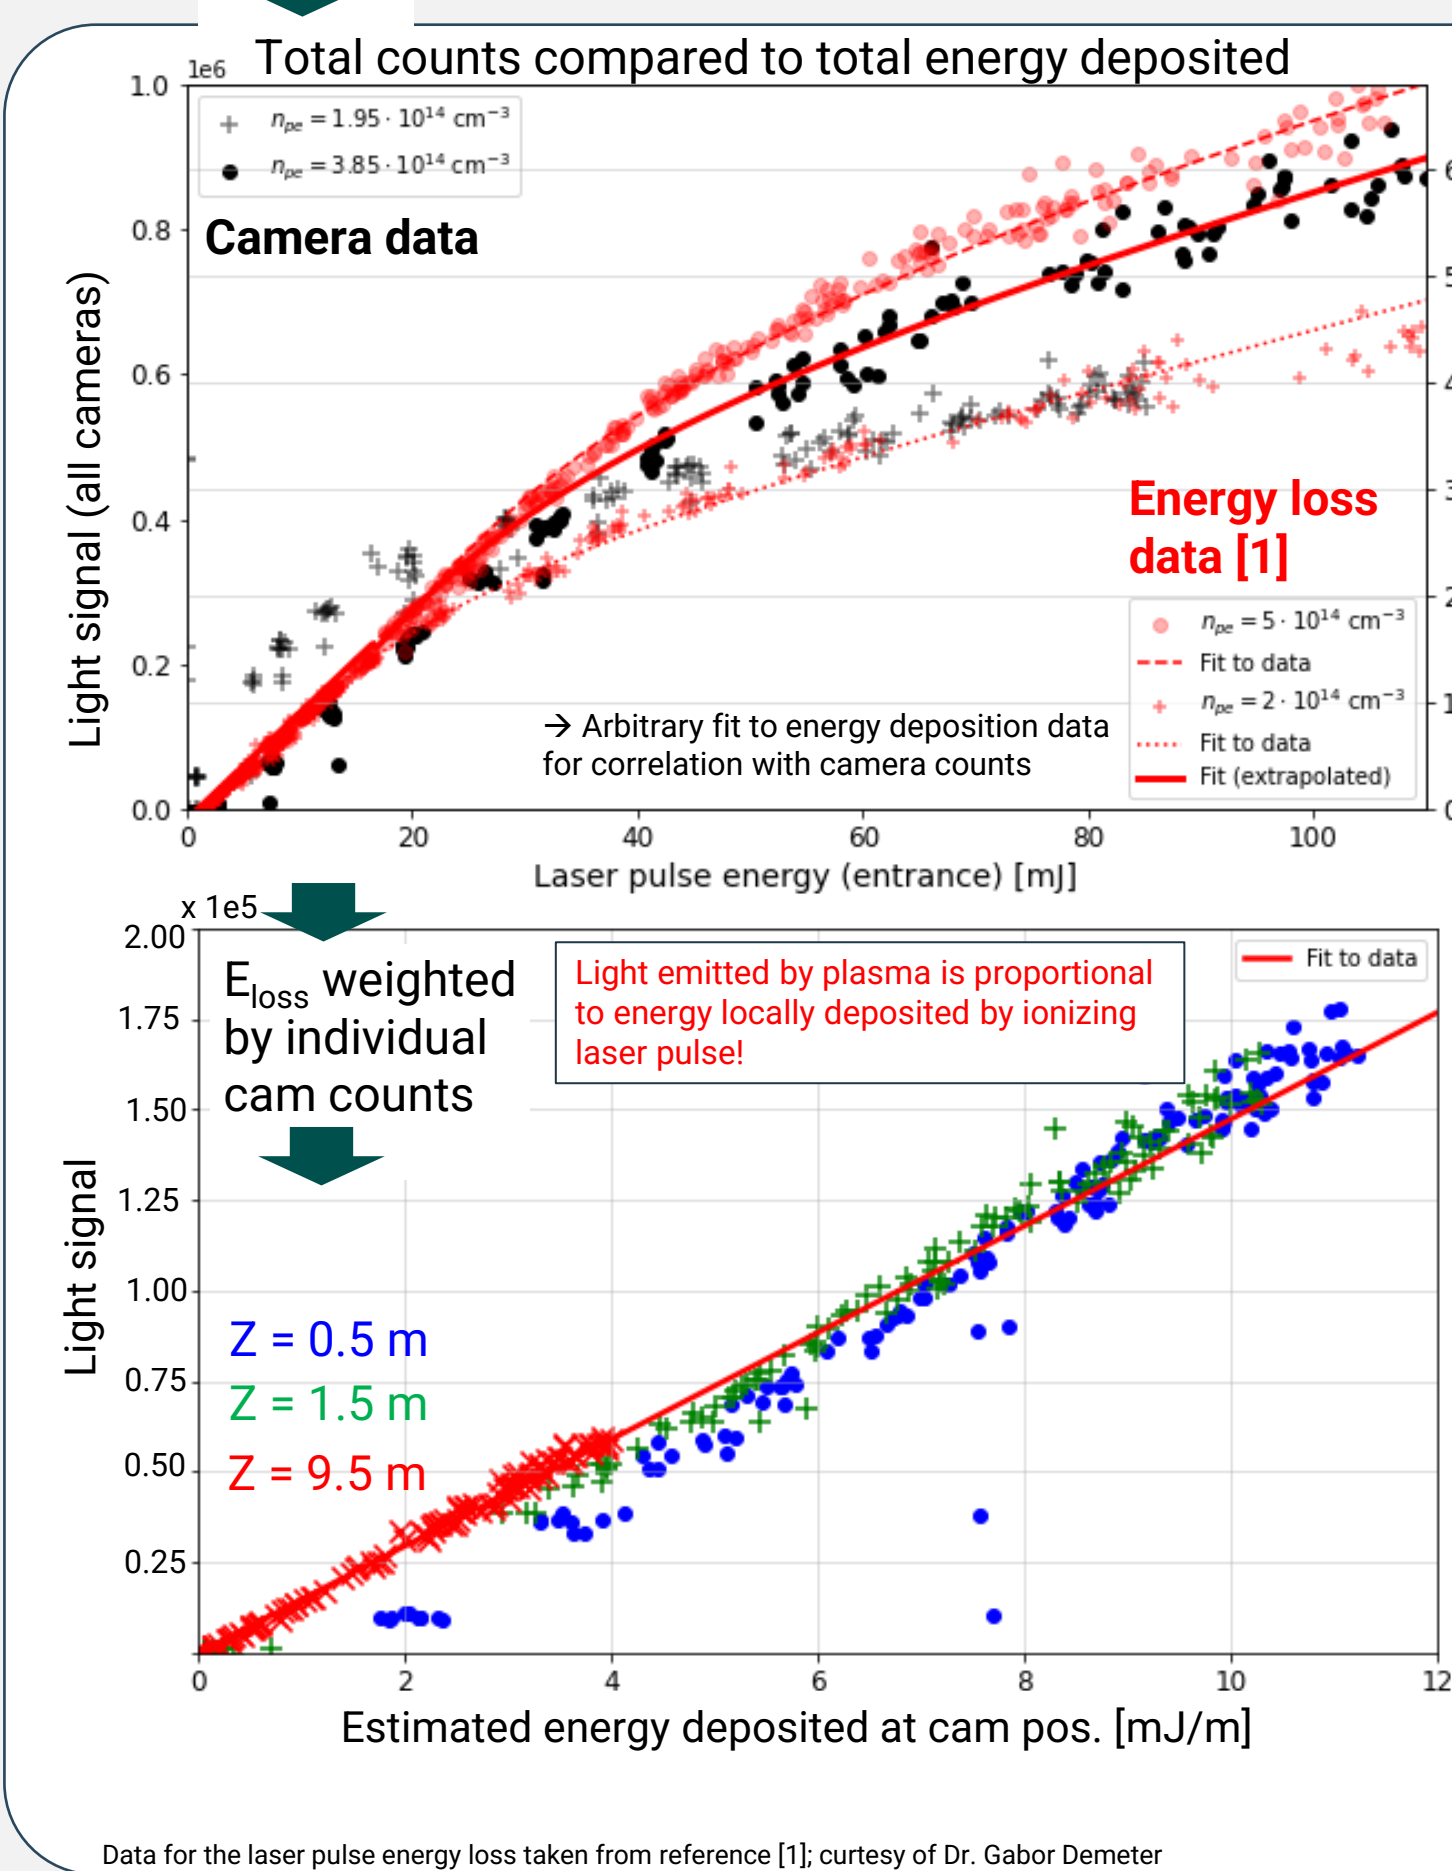 Total counts compared to total energy deposited
1e6
n_pe = 1.95 · 10^14 cm^−3
n_pe = 3.85 · 10^14 cm^−3
Camera data
1.0
0.8
0.6
0.4
0.2
0.0
Light signal (all cameras)
6
5
4
3
2
1
0
Energy loss
data [1]
n_pe = 5 · 10^14 cm^−3
Fit to data
n_pe = 2 · 10^14 cm^−3
Fit to data
Fit (extrapolated)
→ Arbitrary fit to energy deposition data
for correlation with camera counts
0 20 40 60 80 100
Laser pulse energy (entrance) [mJ]
x 1e5
2.00
1.75
1.50
1.25
1.00
0.75
0.50
0.25
Light signal
E_loss weighted
by individual
cam counts
Light emitted by plasma is proportional
to energy locally deposited by ionizing
laser pulse!
Fit to data
Z = 0.5 m
Z = 1.5 m
Z = 9.5 m
0 2 4 6 8 10 12
Estimated energy deposited at cam pos. [mJ/m]
Data for the laser pulse energy loss taken from reference [1]; curtesy of Dr. Gabor Demeter